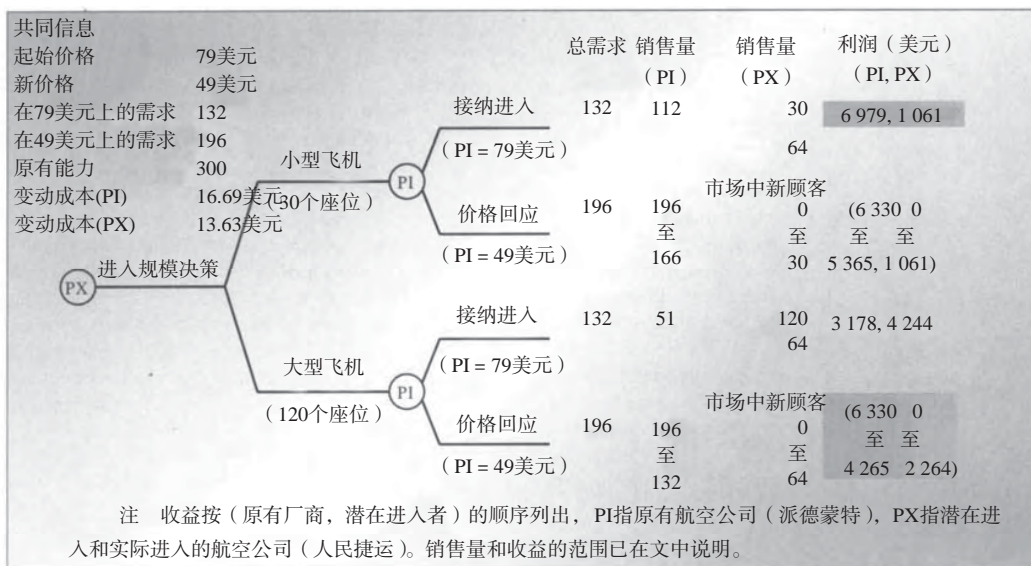 共同信息
起始价格 79美元
新价格 49美元
在79美元上的需求 132
在49美元上的需求 196
原有能力 300
变动成本(PI) 16.69美元
变动成本(PX) 13.63美元
总需求 销售量 销售量 利润（美元）
（PI） （PX） （PI, PX）
接纳进入 132 112 30 6 979, 1 061
（PI = 79美元） 64
小型飞机
（30个座位）
PI
市场中新顾客
价格回应 196 196 0 (6 330 0
至 至 至 至
（PI = 49美元） 166 30 5 365, 1 061)
进入规模决策
PX
接纳进入 132 51 120 3 178, 4 244
64
（PI = 79美元）
大型飞机
（120个座位）
PI
市场中新顾客
价格回应 196 196 0 (6 330 0
至 至 至 至
（PI = 49美元） 132 64 4 265 2 264)
注 收益按（原有厂商，潜在进入者）的顺序列出，PI指原有航空公司（派德蒙特），PX指潜在进
入和实际进入的航空公司（人民捷运）。销售量和收益的范围已在文中说明。